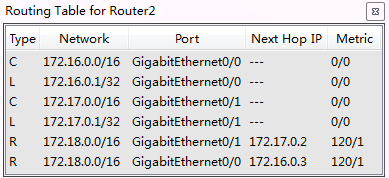 Routing Table for Router2
Type Network Port Next Hop IP Metric
C 172.16.0.0/16 GigabitEthernet0/0 --- 0/0
L 172.16.0.1/32 GigabitEthernet0/0 --- 0/0
C 172.17.0.0/16 GigabitEthernet0/1 --- 0/0
L 172.17.0.1/32 GigabitEthernet0/1 --- 0/0
R 172.18.0.0/16 GigabitEthernet0/1 172.17.0.2 120/1
R 172.18.0.0/16 GigabitEthernet0/0 172.16.0.3 120/1